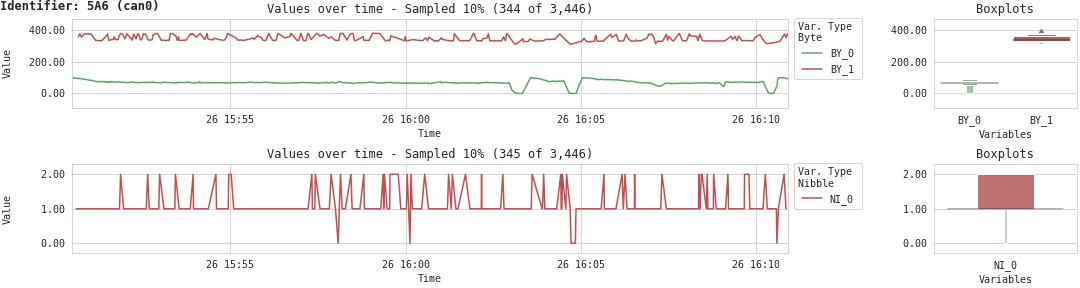 Identifier: 5A6 (can0)
Values over time - Sampled 10% (344 of 3,446)
Boxplots
Value
400.00
200.00
0.00
26 15:55
26 16:00
26 16:05
26 16:10
Time
Var. Type
Byte
BY_0
BY_1
400.00
200.00
0.00
BY_0
BY_1
Variables
Values over time - Sampled 10% (345 of 3,446)
Boxplots
Value
2.00
1.00
0.00
26 15:55
26 16:00
26 16:05
26 16:10
Time
Var. Type
Nibble
NI_0
2.00
1.00
0.00
NI_0
Variables